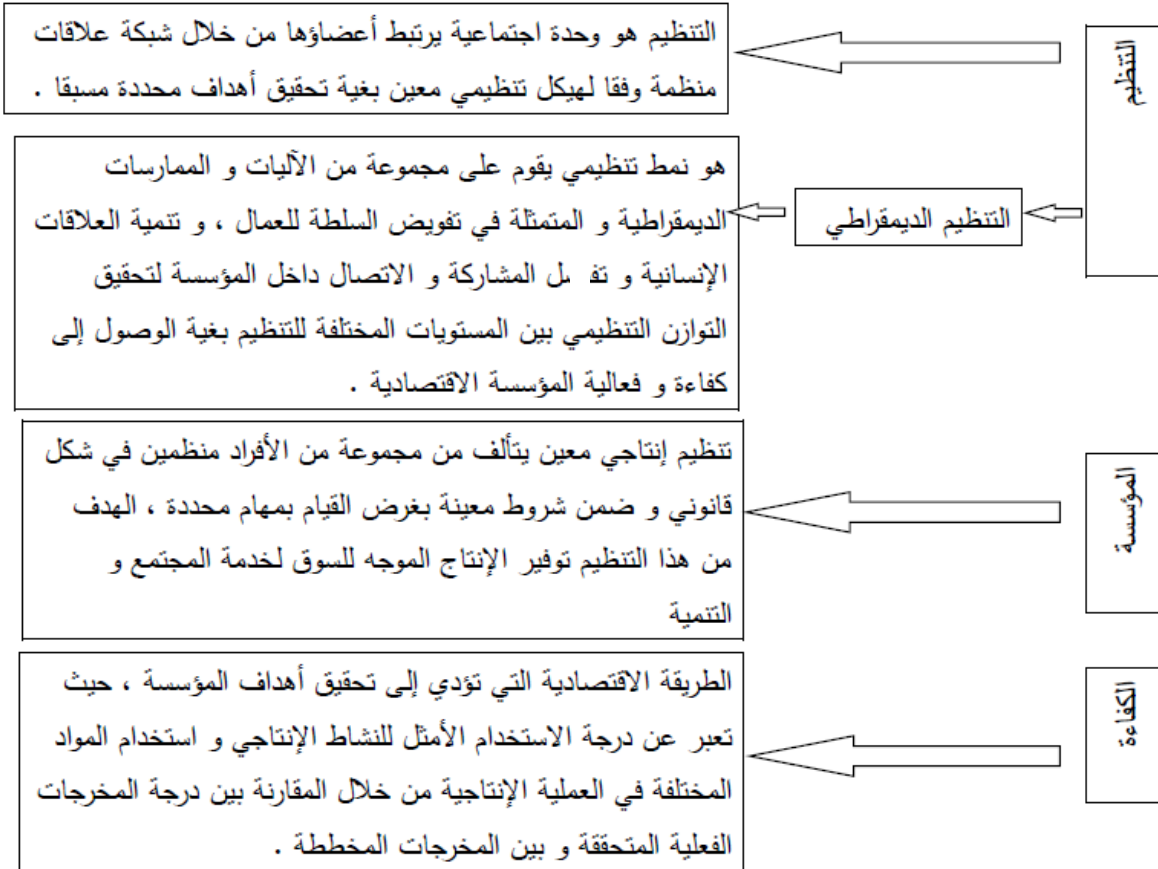 التنظيم
التنظيم هو وحدة اجتماعية يرتبط أعضاؤها من خلال شبكة علاقات
منظمة وفقا لهيكل تنظيمي معين بغية تحقيق أهداف محددة مسبقا .
التنظيم الديمقراطي
هو نمط تنظيمي يقوم على مجموعة من الآليات و الممارسات
الديمقراطية و المتمثلة في تفويض السلطة للعمال ، و تنمية العلاقات
الإنسانية و المشاركة و الاتصال داخل المؤسسة لتحقيق
التوازن التنظيمي بين المستويات المختلفة للتنظيم بغية الوصول إلى
كفاءة و فعالية المؤسسة الاقتصادية .
المؤسسة
تنظيم إنتاجي معين يتألف من مجموعة من الأفراد منظمين في شكل
قانوني و ضمن شروط معينة بغرض القيام بمهام محددة ، الهدف
من هذا التنظيم توفير الإنتاج الموجه للسوق لخدمة المجتمع و
التنمية
الكفاءة
الطريقة الاقتصادية التي تؤدي إلى تحقيق أهداف المؤسسة ، حيث
تعبر عن درجة الاستخدام الأمثل للنشاط الإنتاجي و استخدام المواد
المختلفة في العملية الإنتاجية من خلال المقارنة بين درجة المخرجات
الفعلية المتحققة و بين المخرجات المخططة .